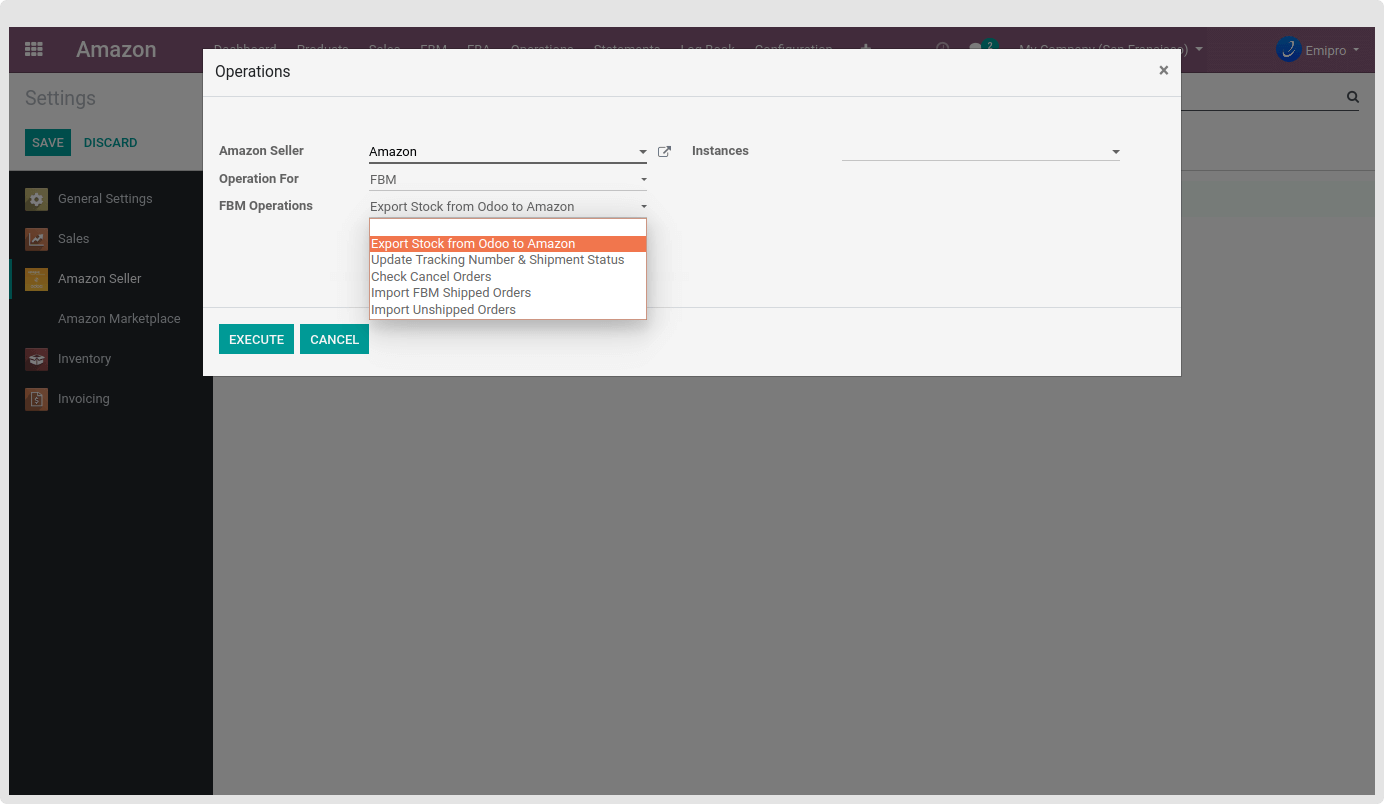 Amazon
Dashboard Products Sales FBM FBA Operations Statements Log Book Configuration
2
My Company (San Francisco)
Emipro
Operations
×
Settings
SAVE DISCARD
Amazon Seller Amazon Instances
Operation For FBM
FBM Operations Export Stock from Odoo to Amazon
Export Stock from Odoo to Amazon
Update Tracking Number & Shipment Status
Check Cancel Orders
Import FBM Shipped Orders
Import Unshipped Orders
EXECUTE CANCEL
General Settings
Sales
Amazon Seller
Amazon Marketplace
Inventory
Invoicing